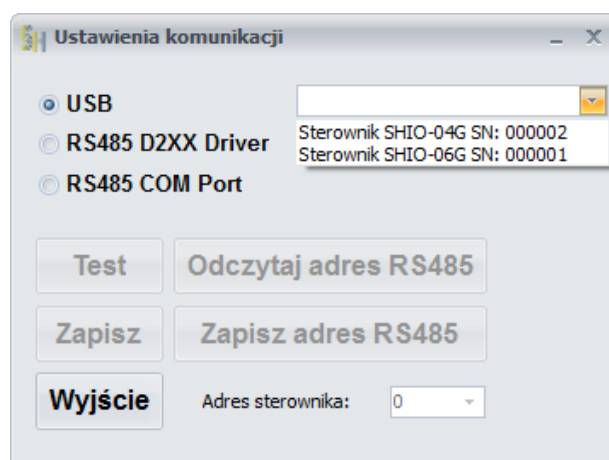 Ustawienia komunikacji
USB
Sterownik SHIO-04G SN: 000002
RS485 D2XX Driver
Sterownik SHIO-06G SN: 000001
RS485 COM Port
Test
Odczytaj adres RS485
Zapisz
Zapisz adres RS485
Wyjście
Adres sterownika:
0